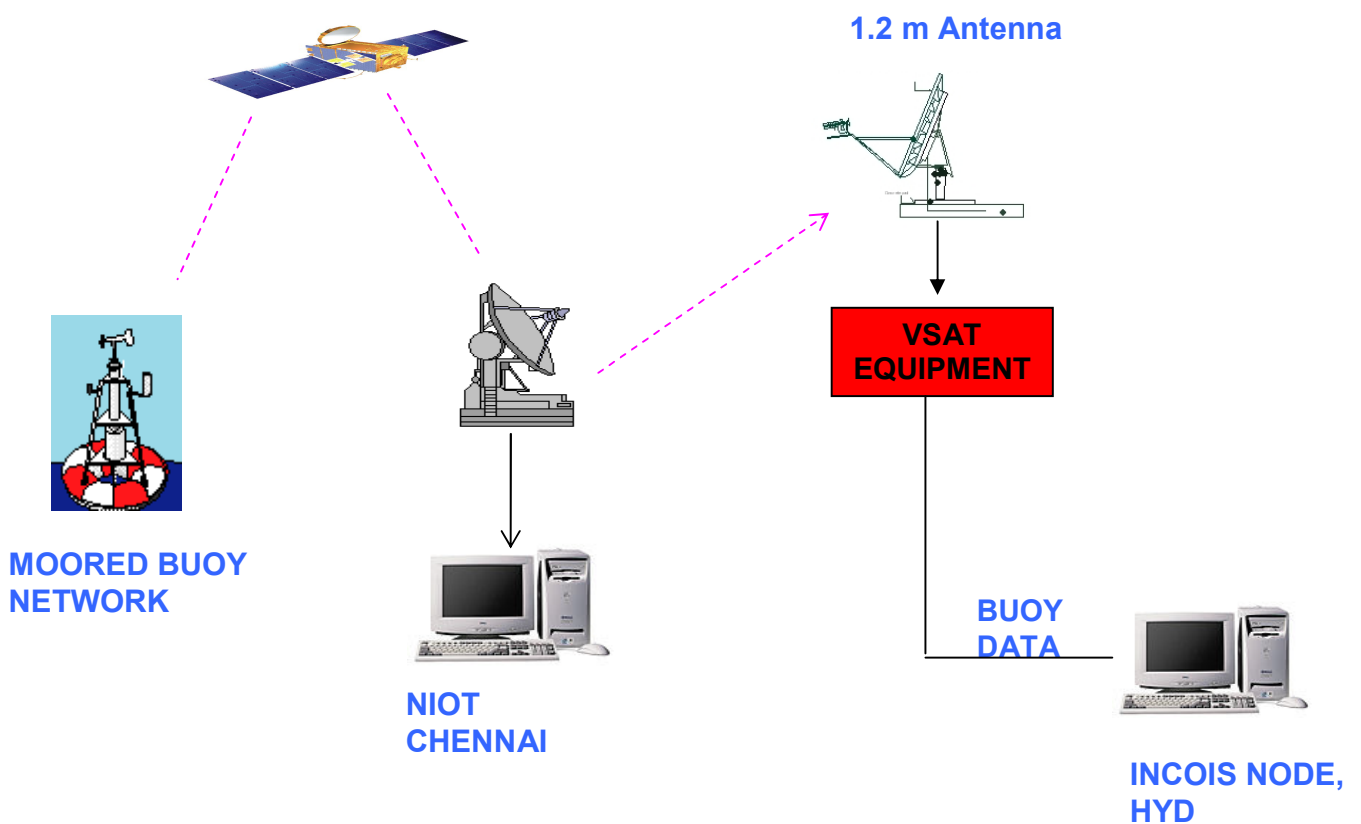 1.2 m Antenna
VSAT
EQUIPMENT
MOORED BUOY
NETWORK
BUOY
DATA
NIOT
CHENNAI
INCOIS NODE,
HYD